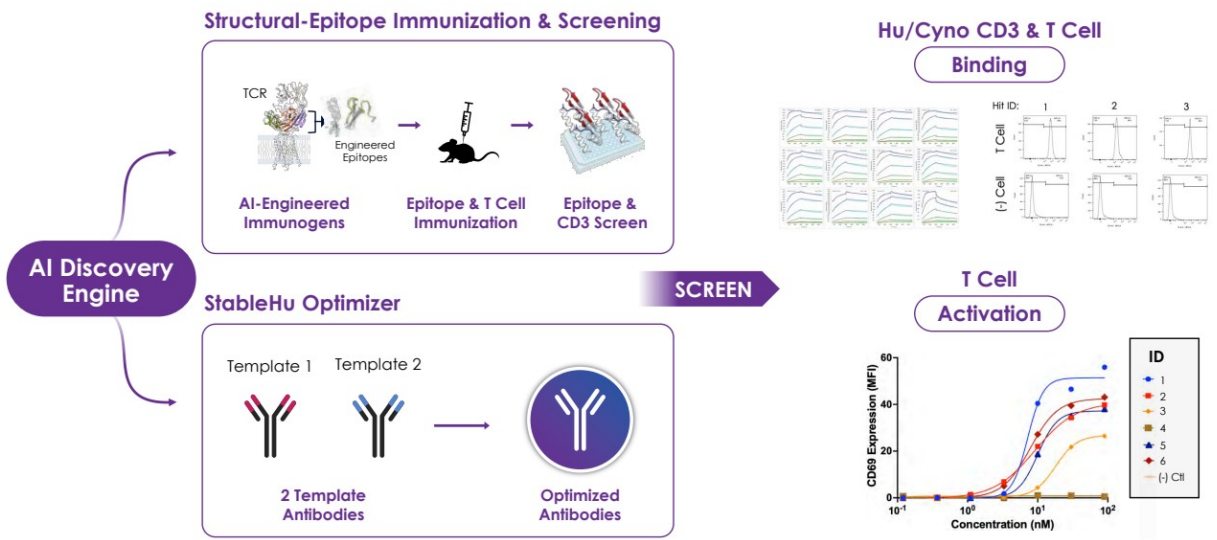 Structural-Epitope Immunization & Screening
TCR
Engineered
Epitopes
AI-Engineered
Immunogens
Epitope & T Cell
Immunization
Epitope &
CD3 Screen
AI Discovery
Engine
StableHu Optimizer
Template 1
Template 2
2 Template
Antibodies
Optimized
Antibodies
SCREEN
Hu/Cyno CD3 & T Cell
Binding
Hit ID:
1
2
3
T Cell
(-) Cell
T Cell
Activation
CD69 Expression (MFI)
60
40
20
0
10-1
100
101
102
Concentration (nM)
ID
1
2
3
4
5
6
(-) Ctl